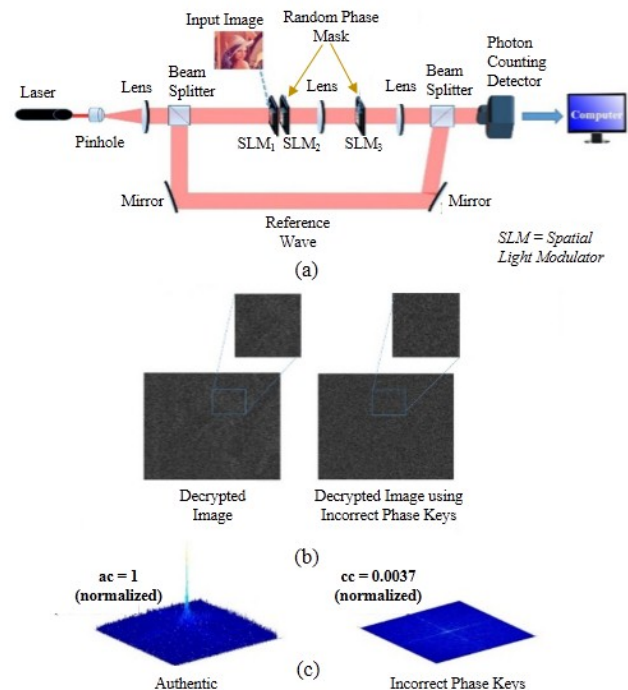 Input Image
Random Phase
Mask
Photon
Counting
Detector
Laser
Lens
Beam
Splitter
Lens
Lens
Beam
Splitter
Computer
Pinhole
SLM1
SLM2
SLM3
Mirror
Mirror
Reference
Wave
SLM = Spatial
Light Modulator
(a)
Decrypted
Image
Decrypted Image using
Incorrect Phase Keys
(b)
ac = 1
(normalized)
cc = 0.0037
(normalized)
Authentic
(c)
Incorrect Phase Keys